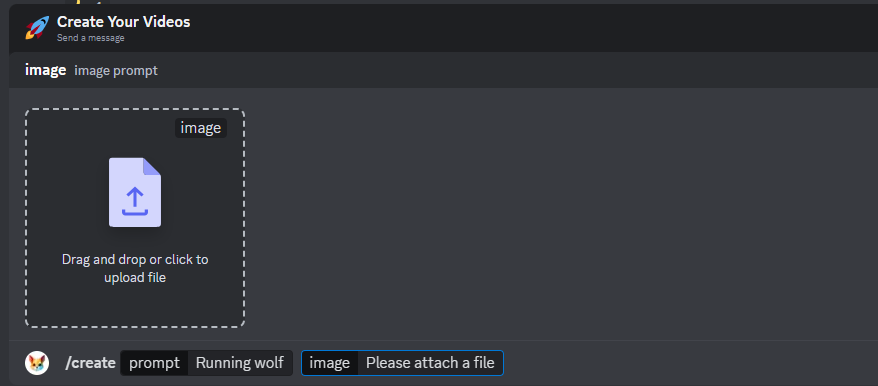 Create Your Videos
Send a message
image image prompt
image
Drag and drop or click to
upload file
/create prompt Running wolf image Please attach a file